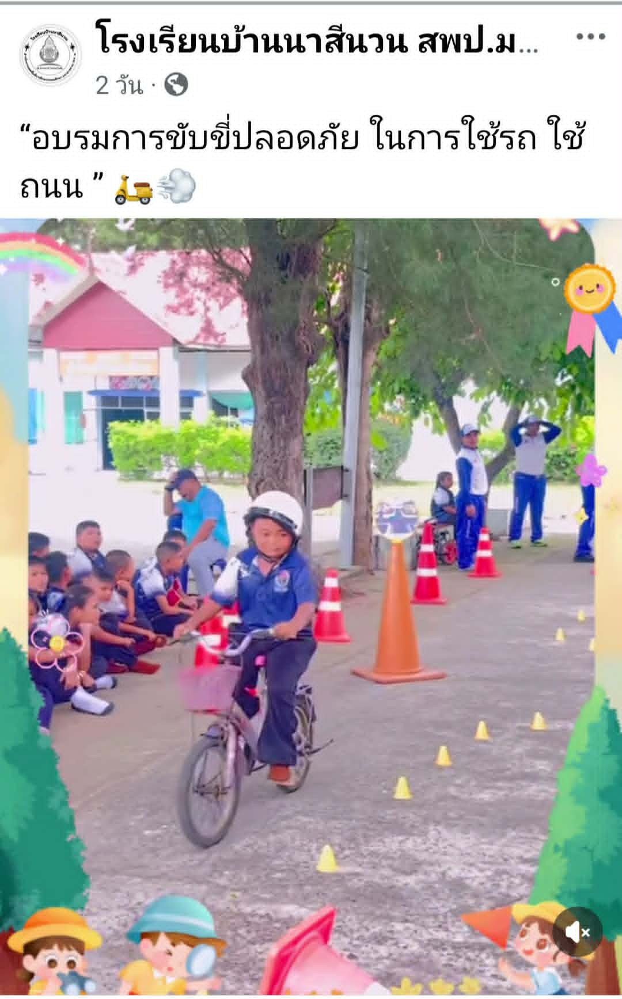 โรงเรียนบ้านนาสีนวน สพป.ม...
2 วัน ·
“อบรมการขับขี่ปลอดภัย ในการใช้รถ ใช้
ถนน ” 🛵💨